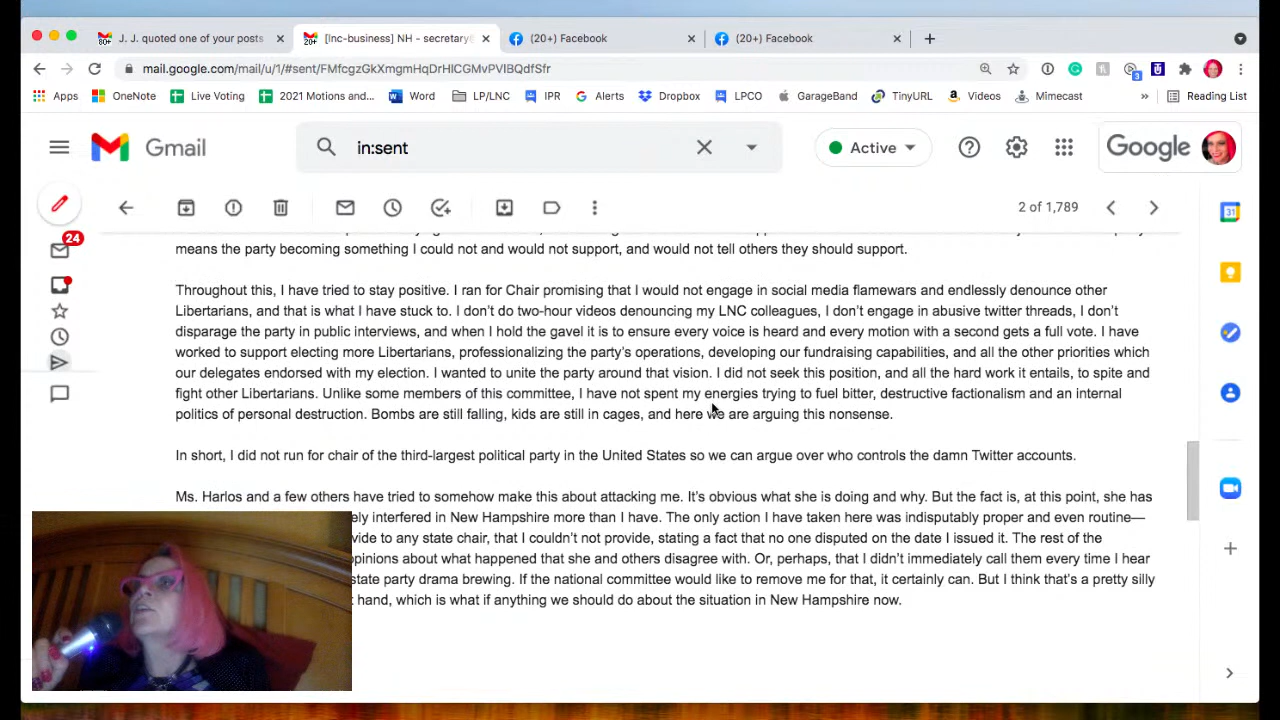 J. J. quoted one of your posts
[lnc-business] NH - secretary@
(20+) Facebook
(20+) Facebook
mail.google.com/mail/u/1/#sent/FMfcgzGkXmgmHqDrHlCGMvPVlBQdfSfr
Apps OneNote Live Voting 2021 Motions and... Word LP/LNC IPR Alerts Dropbox LPCO GarageBand TinyURL Videos Mimecast » Reading List
Gmail
in:sent
Active
Google
2 of 1,789
24
means the party becoming something I could not and would not support, and would not tell others they should support.
Throughout this, I have tried to stay positive. I ran for Chair promising that I would not engage in social media flamewars and endlessly denounce other
Libertarians, and that is what I have stuck to. I don't do two-hour videos denouncing my LNC colleagues, I don't engage in abusive twitter threads, I don't
disparage the party in public interviews, and when I hold the gavel it is to ensure every voice is heard and every motion with a second gets a full vote. I have
worked to support electing more Libertarians, professionalizing the party's operations, developing our fundraising capabilities, and all the other priorities which
our delegates endorsed with my election. I wanted to unite the party around that vision. I did not seek this position, and all the hard work it entails, to spite and
fight other Libertarians. Unlike some members of this committee, I have not spent my energies trying to fuel bitter, destructive factionalism and an internal
politics of personal destruction. Bombs are still falling, kids are still in cages, and here we are arguing this nonsense.
In short, I did not run for chair of the third-largest political party in the United States so we can argue over who controls the damn Twitter accounts.
Ms. Harlos and a few others have tried to somehow make this about attacking me. It's obvious what she is doing and why. But the fact is, at this point, she has
ely interfered in New Hampshire more than I have. The only action I have taken here was indisputably proper and even routine—
vide to any state chair, that I couldn't not provide, stating a fact that no one disputed on the date I issued it. The rest of the
opinions about what happened that she and others disagree with. Or, perhaps, that I didn't immediately call them every time I hear
state party drama brewing. If the national committee would like to remove me for that, it certainly can. But I think that's a pretty silly
t hand, which is what if anything we should do about the situation in New Hampshire now.